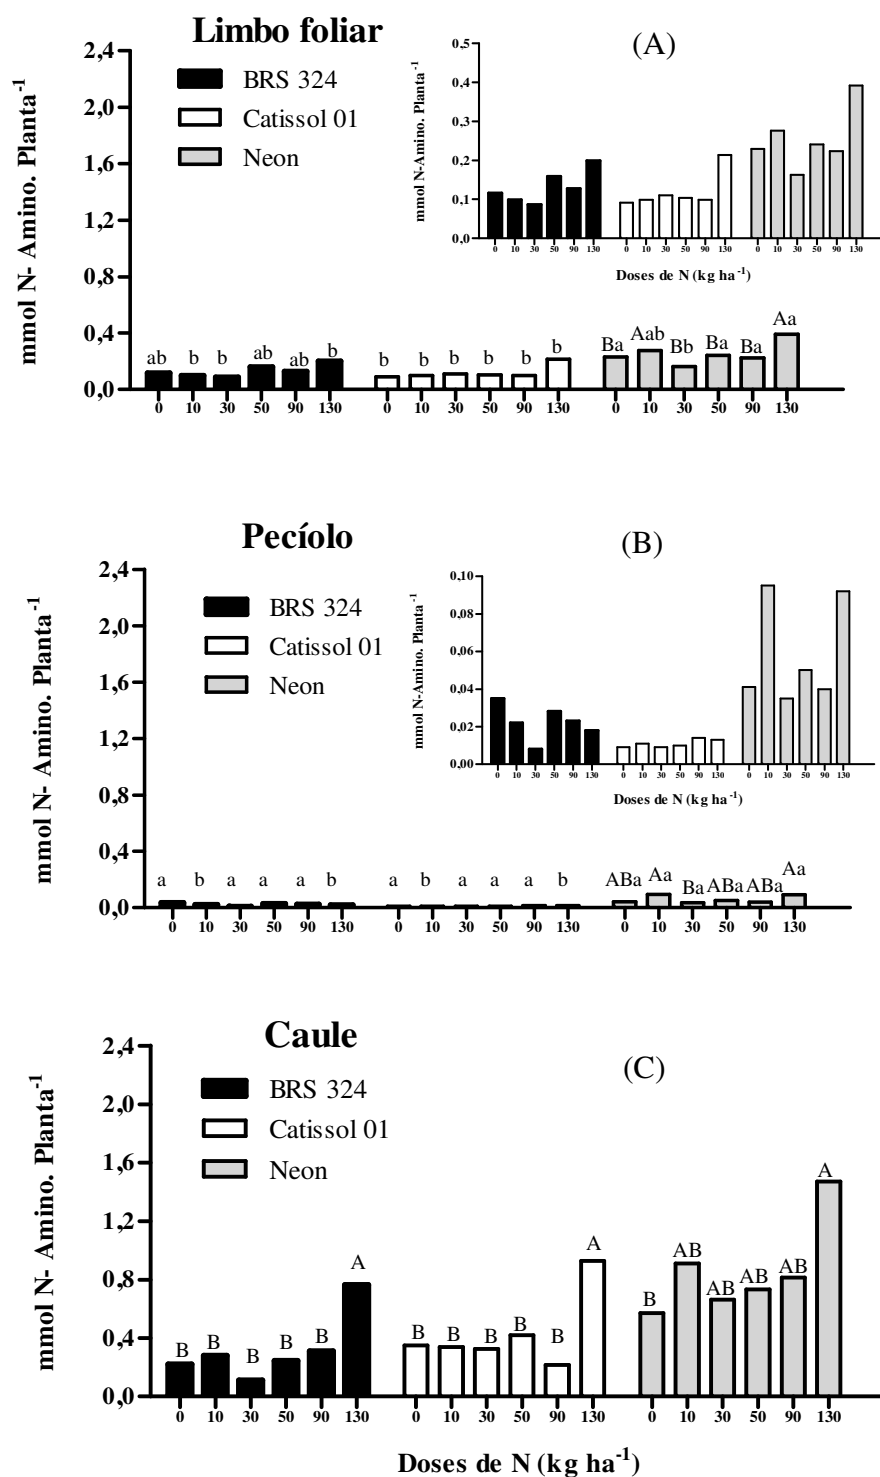 Limbo foliar
(A)
mmol N- Amino. Planta⁻¹
2,4
2,0
1,6
1,2
0,8
0,4
0,0
BRS 324
Catissol 01
Neon
mmol N-Amino. Planta⁻¹
0,5
0,4
0,3
0,2
0,1
0,0
0 10 30 50 90 130 0 10 30 50 90 130 0 10 30 50 90 130
Doses de N (kg ha⁻¹)
ab b b ab ab b b b b b b b Ba Aab Bb Ba Ba Aa
0 10 30 50 90 130 0 10 30 50 90 130 0 10 30 50 90 130
Pecíolo
(B)
mmol N- Amino. Planta⁻¹
2,4
2,0
1,6
1,2
0,8
0,4
0,0
BRS 324
Catissol 01
Neon
mmol N-Amino. Planta⁻¹
0,10
0,08
0,06
0,04
0,02
0,00
0 10 30 50 90 130 0 10 30 50 90 130 0 10 30 50 90 130
Doses de N (kg ha⁻¹)
a b a a a b a b a a a b ABa Aa Ba ABa ABa Aa
0 10 30 50 90 130 0 10 30 50 90 130 0 10 30 50 90 130
Caule
(C)
mmol N- Amino. Planta⁻¹
2,4
2,0
1,6
1,2
0,8
0,4
0,0
BRS 324
Catissol 01
Neon
B B B B B A B B B B B A B AB AB AB AB A
0 10 30 50 90 130 0 10 30 50 90 130 0 10 30 50 90 130
Doses de N (kg ha⁻¹)